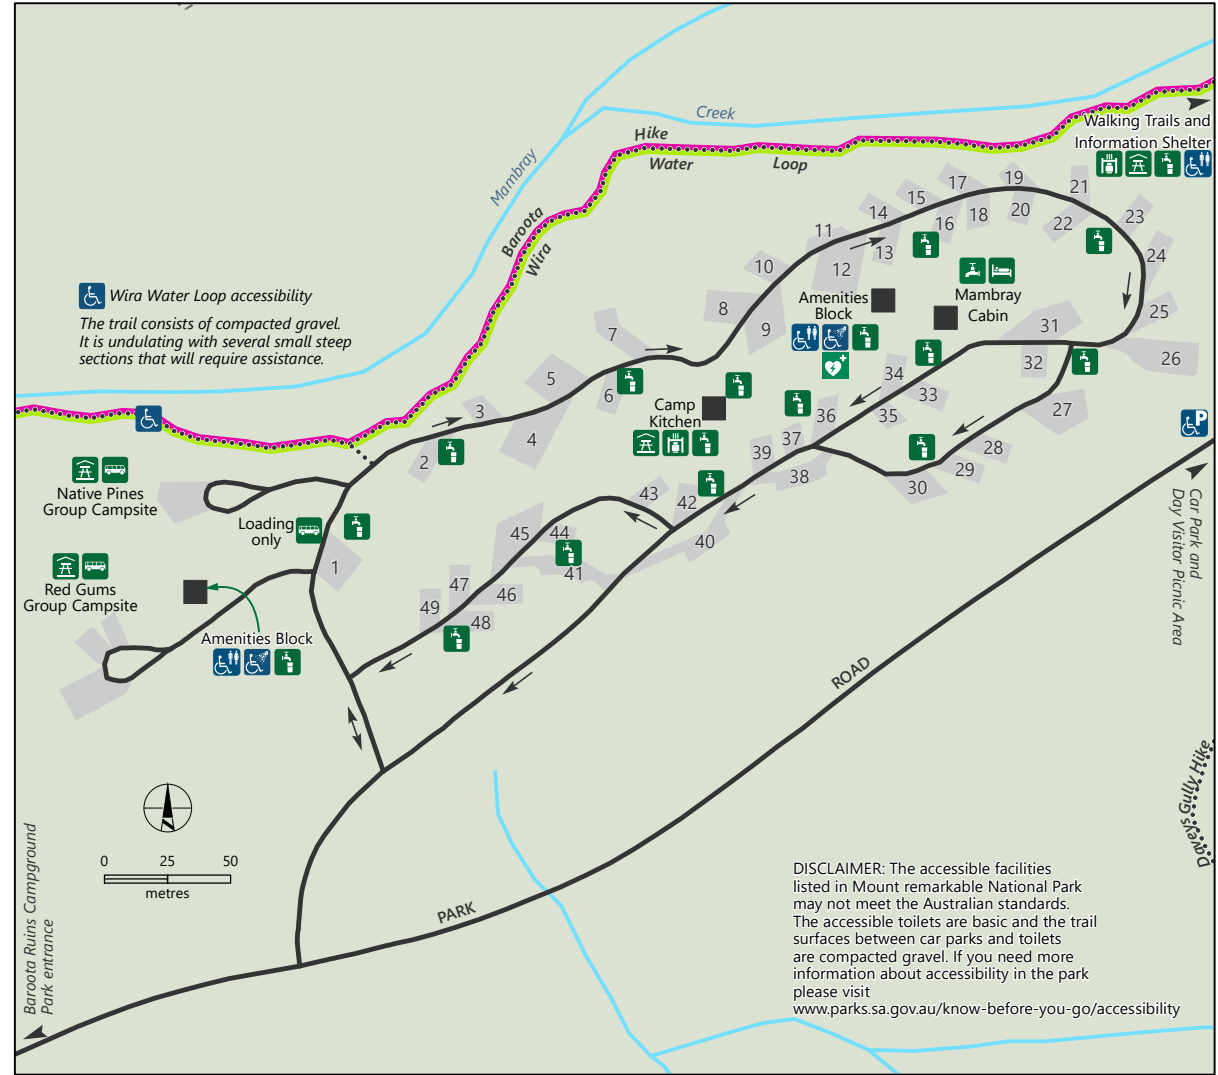 Creek
Walking Trails and
Information Shelter
Hike
Water Loop
Mambray
Baroota
Wira
Wira Water Loop accessibility
The trail consists of compacted gravel.
It is undulating with several small steep
sections that will require assistance.
1
2
3
4
5
6
7
8
9
10
11
12
13
14
15
16
17
18
19
20
21
22
23
24
25
26
27
28
29
30
31
32
33
34
35
36
37
38
39
40
41
42
43
44
45
46
47
48
49
Amenities
Block
Mambray
Cabin
Camp
Kitchen
P
Native Pines
Group Campsite
Loading
only
Red Gums
Group Campsite
Amenities Block
Car Park and
Day Visitor Picnic Area
PARK ROAD
Daveys Gully Hike
0 25 50
metres
Baroota Ruins Campground
Park entrance
DISCLAIMER: The accessible facilities
listed in Mount remarkable National Park
may not meet the Australian standards.
The accessible toilets are basic and the trail
surfaces between car parks and toilets
are compacted gravel. If you need more
information about accessibility in the park
please visit
www.parks.sa.gov.au/know-before-you-go/accessibility